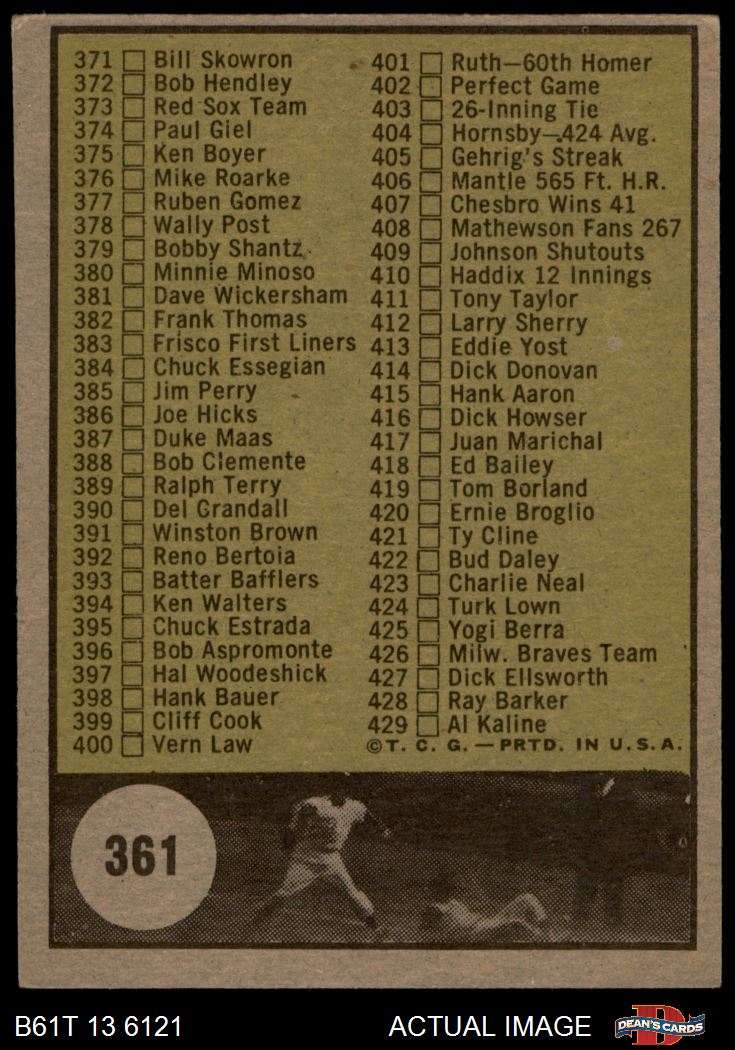 371 Bill Skowron
372 Bob Hendley
373 Red Sox Team
374 Paul Giel
375 Ken Boyer
376 Mike Roarke
377 Ruben Gomez
378 Wally Post
379 Bobby Shantz
380 Minnie Minoso
381 Dave Wickersham
382 Frank Thomas
383 Frisco First Liners
384 Chuck Essegian
385 Jim Perry
386 Joe Hicks
387 Duke Maas
388 Bob Clemente
389 Ralph Terry
390 Del Grandall
391 Winston Brown
392 Reno Bertoia
393 Batter Bafflers
394 Ken Walters
395 Chuck Estrada
396 Bob Aspromonte
397 Hal Woodeshick
398 Hank Bauer
399 Cliff Cook
400 Vern Law
401 Ruth—60th Homer
402 Perfect Game
403 26-Inning Tie
404 Hornsby—.424 Avg.
405 Gehrig's Streak
406 Mantle 565 Ft. H.R.
407 Chesbro Wins 41
408 Mathewson Fans 267
409 Johnson Shutouts
410 Haddix 12 Innings
411 Tony Taylor
412 Larry Sherry
413 Eddie Yost
414 Dick Donovan
415 Hank Aaron
416 Dick Howser
417 Juan Marichal
418 Ed Bailey
419 Tom Borland
420 Ernie Broglio
421 Ty Cline
422 Bud Daley
423 Charlie Neal
424 Turk Lown
425 Yogi Berra
426 Milw. Braves Team
427 Dick Ellsworth
428 Ray Barker
429 Al Kaline
©T. C. G.—PRTD. IN U.S.A.
361
B61T 13 6121
ACTUAL IMAGE
D
DEAN'S CARDS